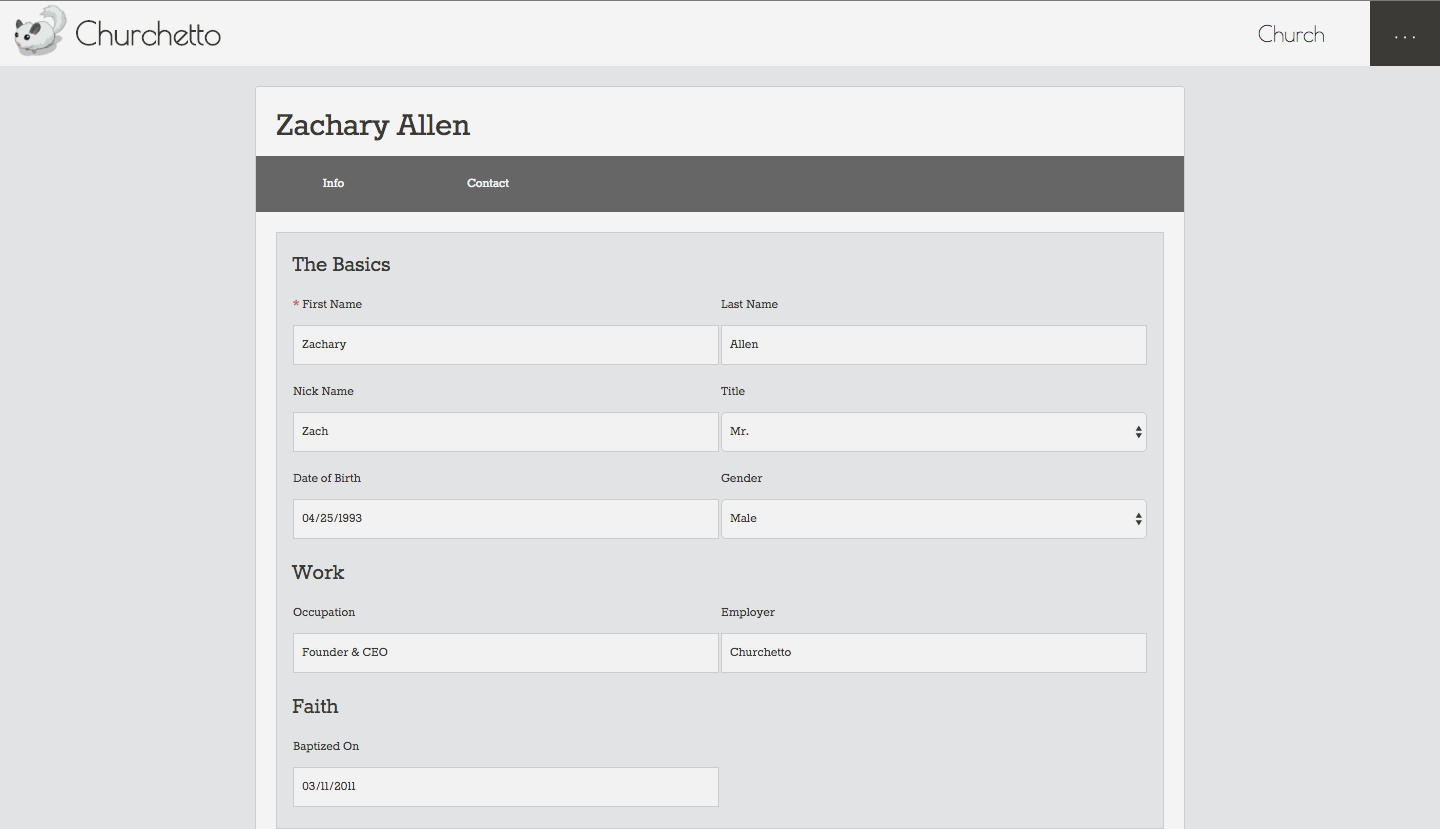 Churchetto
Church
...
Zachary Allen
Info Contact
The Basics
* First Name Last Name
Zachary Allen
Nick Name Title
Zach Mr.
Date of Birth Gender
04/25/1993 Male
Work
Occupation Employer
Founder & CEO Churchetto
Faith
Baptized On
03/11/2011